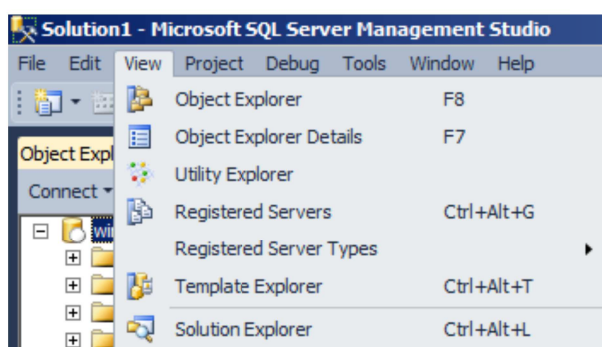 Solution1 - Microsoft SQL Server Management Studio
File Edit View Project Debug Tools Window Help
Object Explorer F8
Object Explorer Details F7
Object Expl
Utility Explorer
Connect
Registered Servers Ctrl+Alt+G
Registered Server Types
Template Explorer Ctrl+Alt+T
Solution Explorer Ctrl+Alt+L